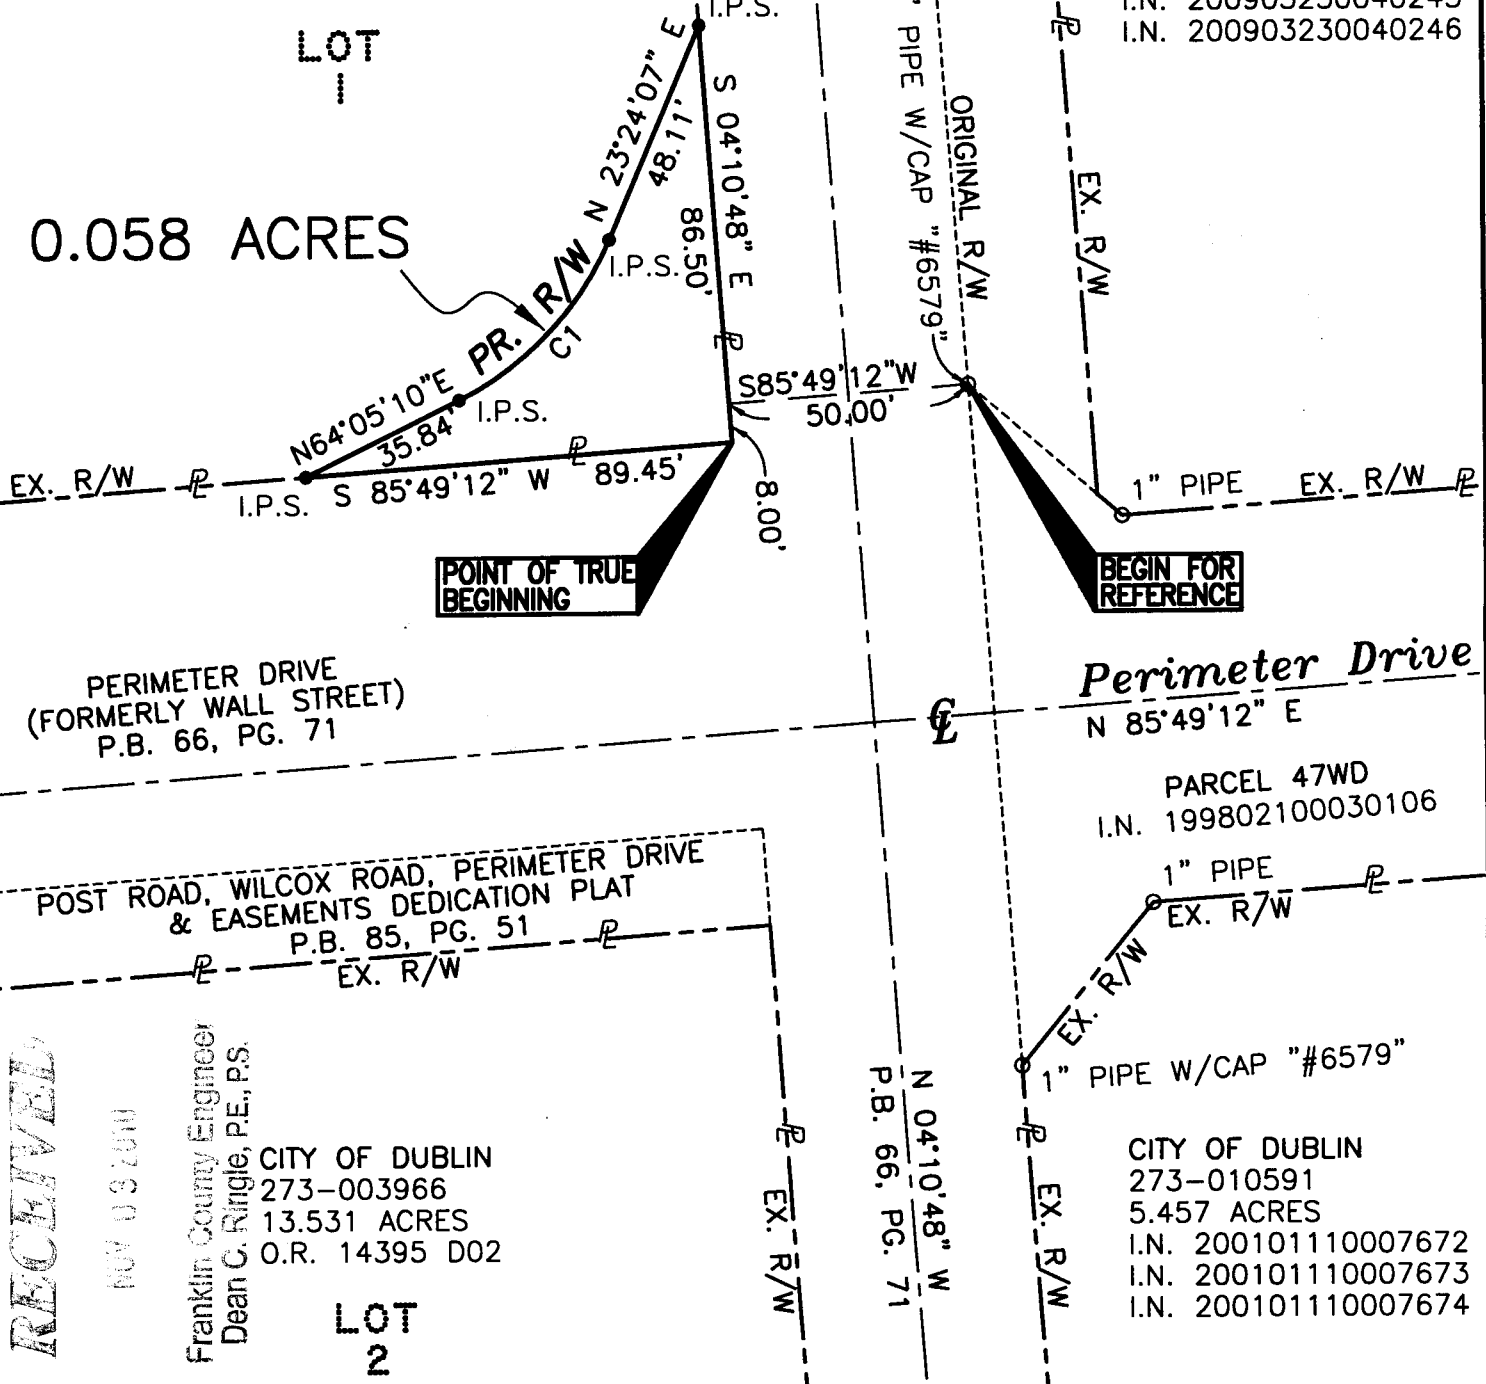 I.P.S.
I.N. 200903230040246
LOT
1
N 23°24'07" E
48.11'
S 04°10'48" E
86.50'
PIPE W/CAP "#6579"
ORIGINAL R/W
EX. R/W
0.058 ACRES
I.P.S.
PR. R/W
C1
N64°05'10"E
35.84'
I.P.S.
S85°49'12"W
50.00'
EX. R/W
I.P.S.
S 85°49'12" W 89.45'
8.00'
1" PIPE
EX. R/W
POINT OF TRUE
BEGINNING
BEGIN FOR
REFERENCE
PERIMETER DRIVE
(FORMERLY WALL STREET)
P.B. 66, PG. 71
Perimeter Drive
N 85°49'12" E
PARCEL 47WD
I.N. 199802100030106
POST ROAD, WILCOX ROAD, PERIMETER DRIVE
& EASEMENTS DEDICATION PLAT
P.B. 85, PG. 51
EX. R/W
1" PIPE
EX. R/W
EX. R/W
1" PIPE W/CAP "#6579"
RECEIVED
NOV 03 2010
Franklin County Engineer
Dean C. Ringle, P.E., P.S.
CITY OF DUBLIN
273-003966
13.531 ACRES
O.R. 14395 D02
LOT
2
EX. R/W
N 04°10'48" W
P.B. 66, PG. 71
EX. R/W
CITY OF DUBLIN
273-010591
5.457 ACRES
I.N. 200101110007672
I.N. 200101110007673
I.N. 200101110007674